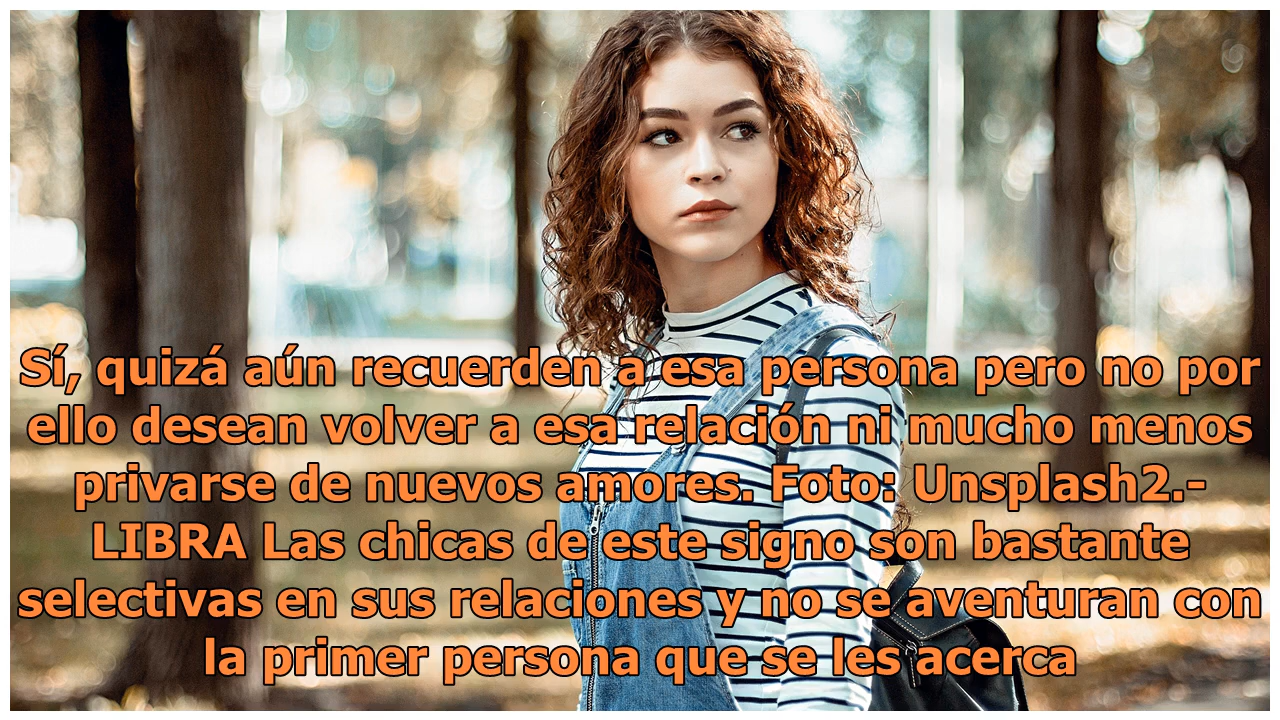 Sí, quizá aún recuerden a esa persona pero no por
ello desean volver a esa relación ni mucho menos
privarse de nuevos amores. Foto: Unsplash2.-
LIBRA Las chicas de este signo son bastante
selectivas en sus relaciones y no se aventuran con
la primer persona que se les acerca